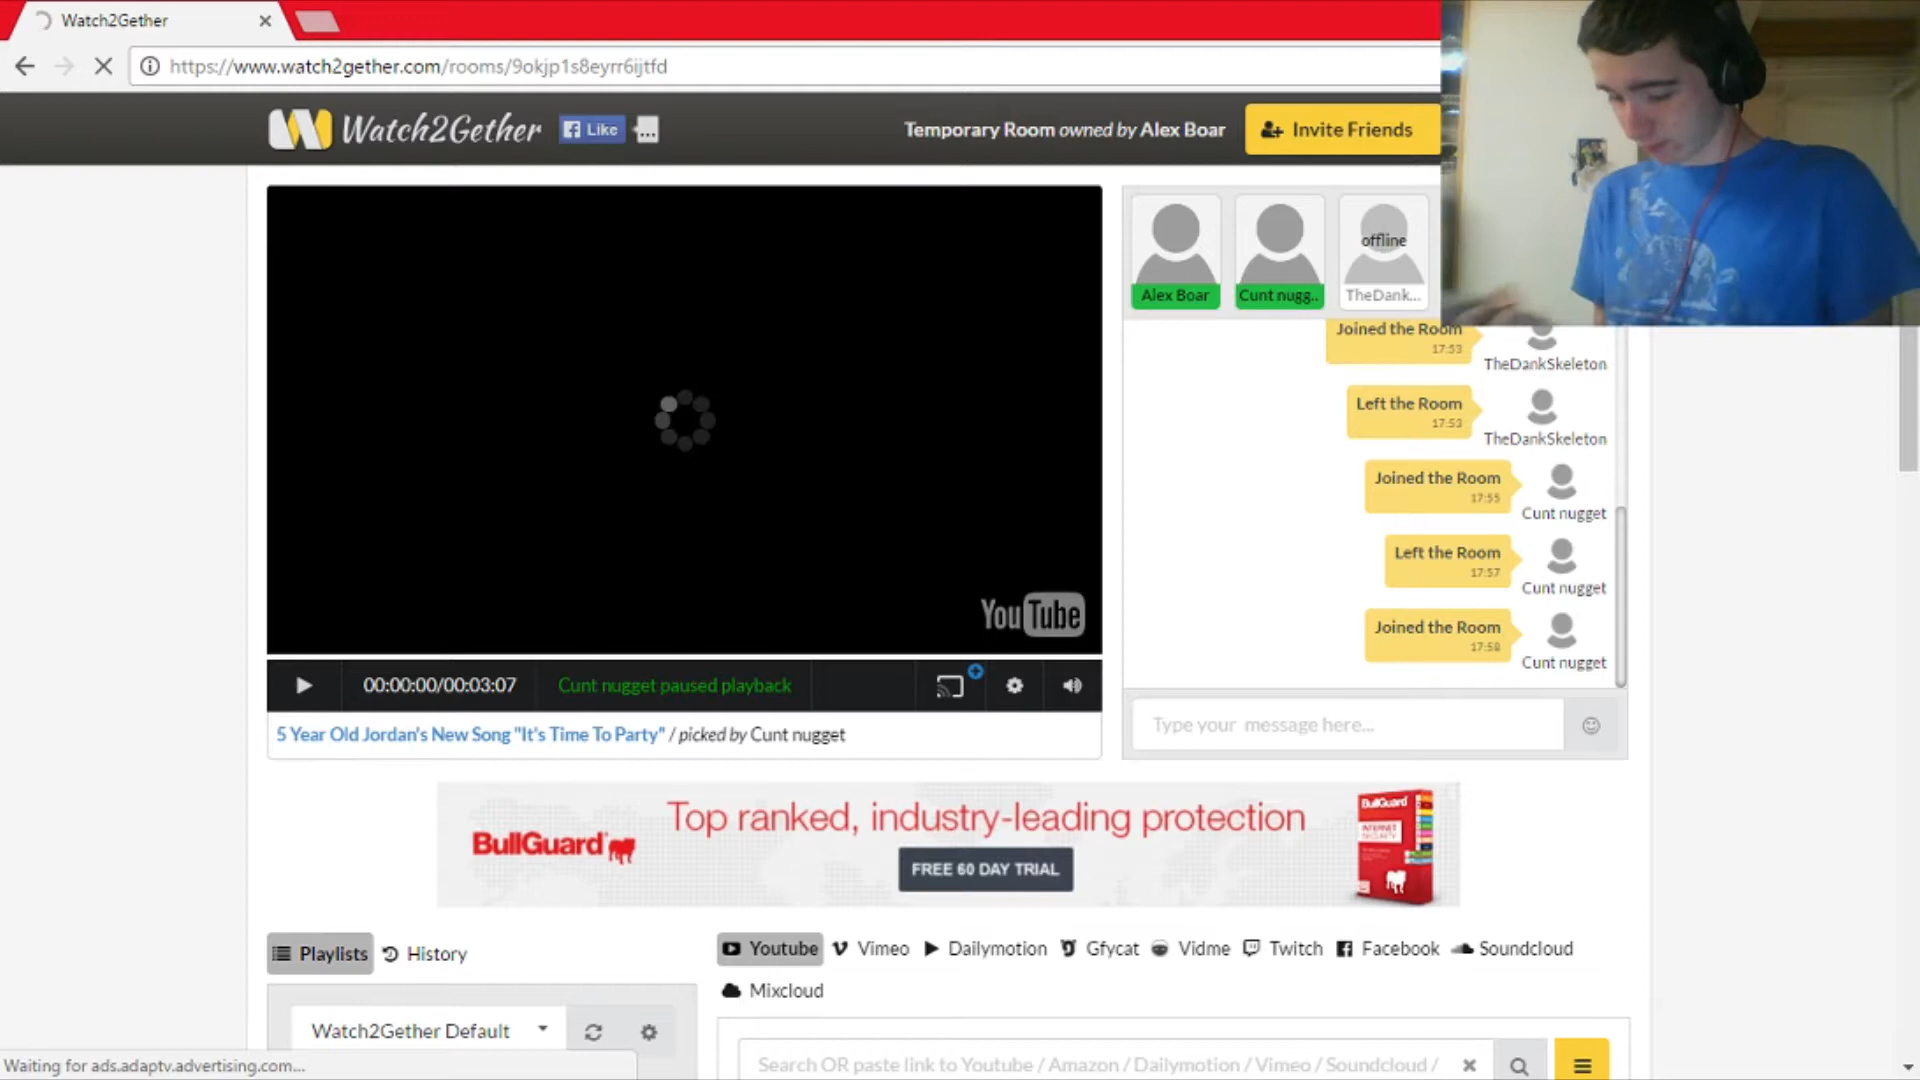 Watch2Gether
https://www.watch2gether.com/rooms/9okjp1s8eyrr6ijtfd
Watch2Gether
Like
...
Temporary Room owned by Alex Boar
Invite Friends
offline
Alex Boar
Cunt nugg..
TheDank...
Joined the Room
17:53
TheDankSkeleton
Left the Room
17:53
TheDankSkeleton
Joined the Room
17:55
Cunt nugget
Left the Room
17:57
Cunt nugget
Joined the Room
17:58
Cunt nugget
YouTube
00:00:00/00:03:07
Cunt nugget paused playback
5 Year Old Jordan's New Song "It's Time To Party" / picked by Cunt nugget
Type your message here...
BullGuard
Top ranked, industry-leading protection
FREE 60 DAY TRIAL
BullGuard
INTERNET
SECURITY
Playlists
History
Youtube
Vimeo
Dailymotion
Gfycat
Vidme
Twitch
Facebook
Soundcloud
Mixcloud
Watch2Gether Default
Search OR paste link to Youtube / Amazon / Dailymotion / Vimeo / Soundcloud /
Waiting for ads.adaptv.advertising.com...